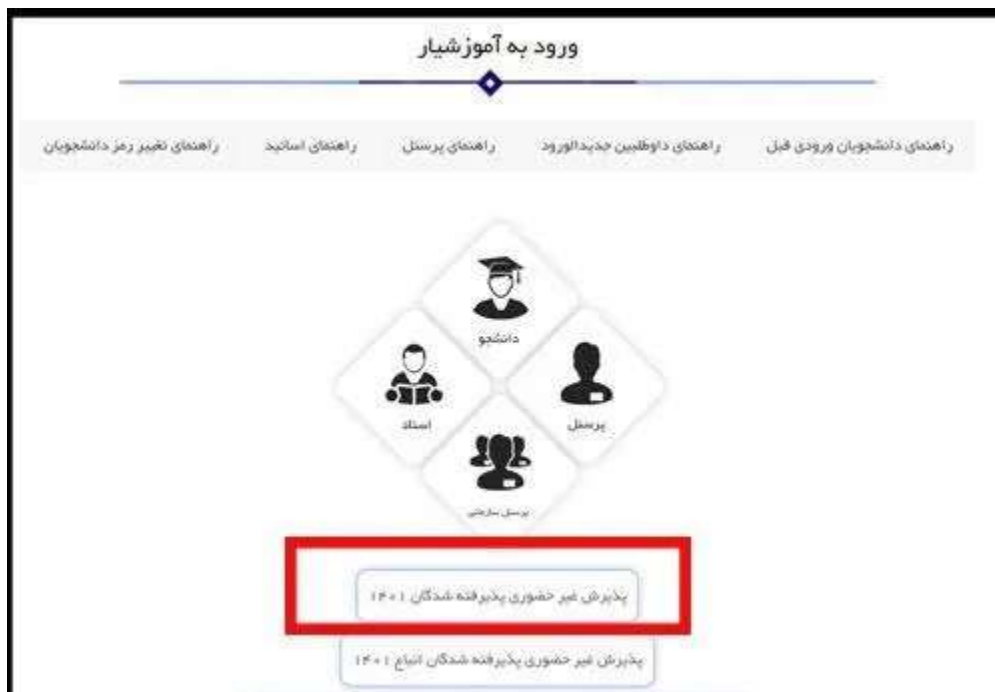 ورود به آموزشیار
راهنمای دانشجویان ورودی قبل راهنمای داوطلبین جدیدالورود راهنمای پرسنل راهنمای اساتید راهنمای تغییر رمز دانشجویان
دانشجو
پرسنل
استاد
پرسنل سازمانی
پذیرش غیر حضوری پذیرفته شدگان ۱۴۰۱
پذیرش غیر حضوری پذیرفته شدگان اتباع ۱۴۰۱